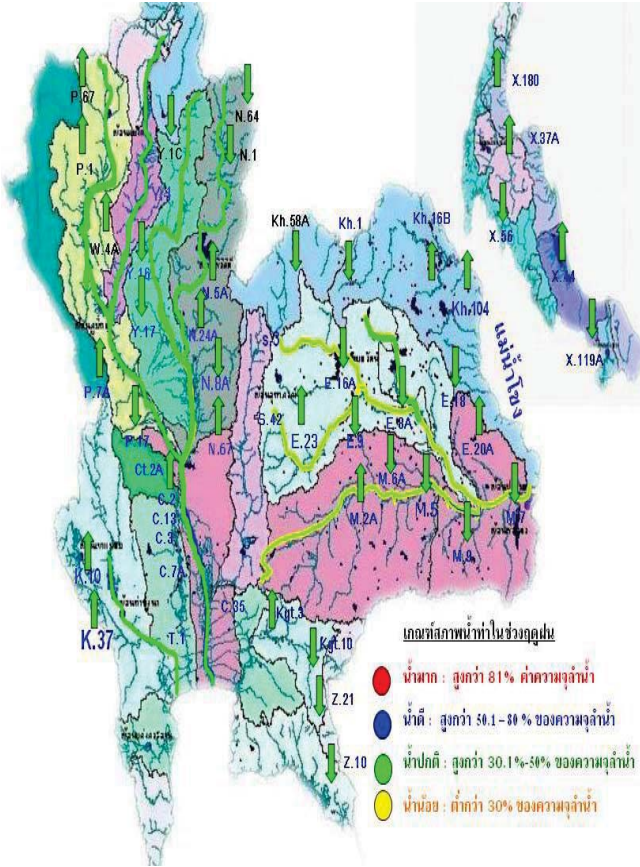 P.67
N.64
Y.1C
N.1
P.1
W.4A
Y.16
N.5A
Y.17
N.24A
P.7A
N.8A
P.17
N.67
Ct.2A
C.2
C.13
C.3
K.10
C.7A
K.37
C.35
T.1
Kh.58A
Kh.1
Kh.16B
Kh.104
แม่น้ำโขง
S.3
E.16A
S.42
E.23
E.9
E.8A
E.18
E.20A
M.6A
M.2A
M.5
M.7
M.9
Kgt.3
Kgt.10
Z.21
Z.10
X.180
X.37A
X.56
X.44
X.119A
เกณฑ์สภาพน้ำท่าในช่วงฤดูฝน
น้ำมาก : สูงกว่า 81% ค่าความจุลำน้ำ
น้ำดี : สูงกว่า 50.1 - 80 % ของความจุลำน้ำ
น้ำปกติ : สูงกว่า 30.1%-50% ของความจุลำน้ำ
น้ำน้อย : ต่ำกว่า 30% ของความจุลำน้ำ